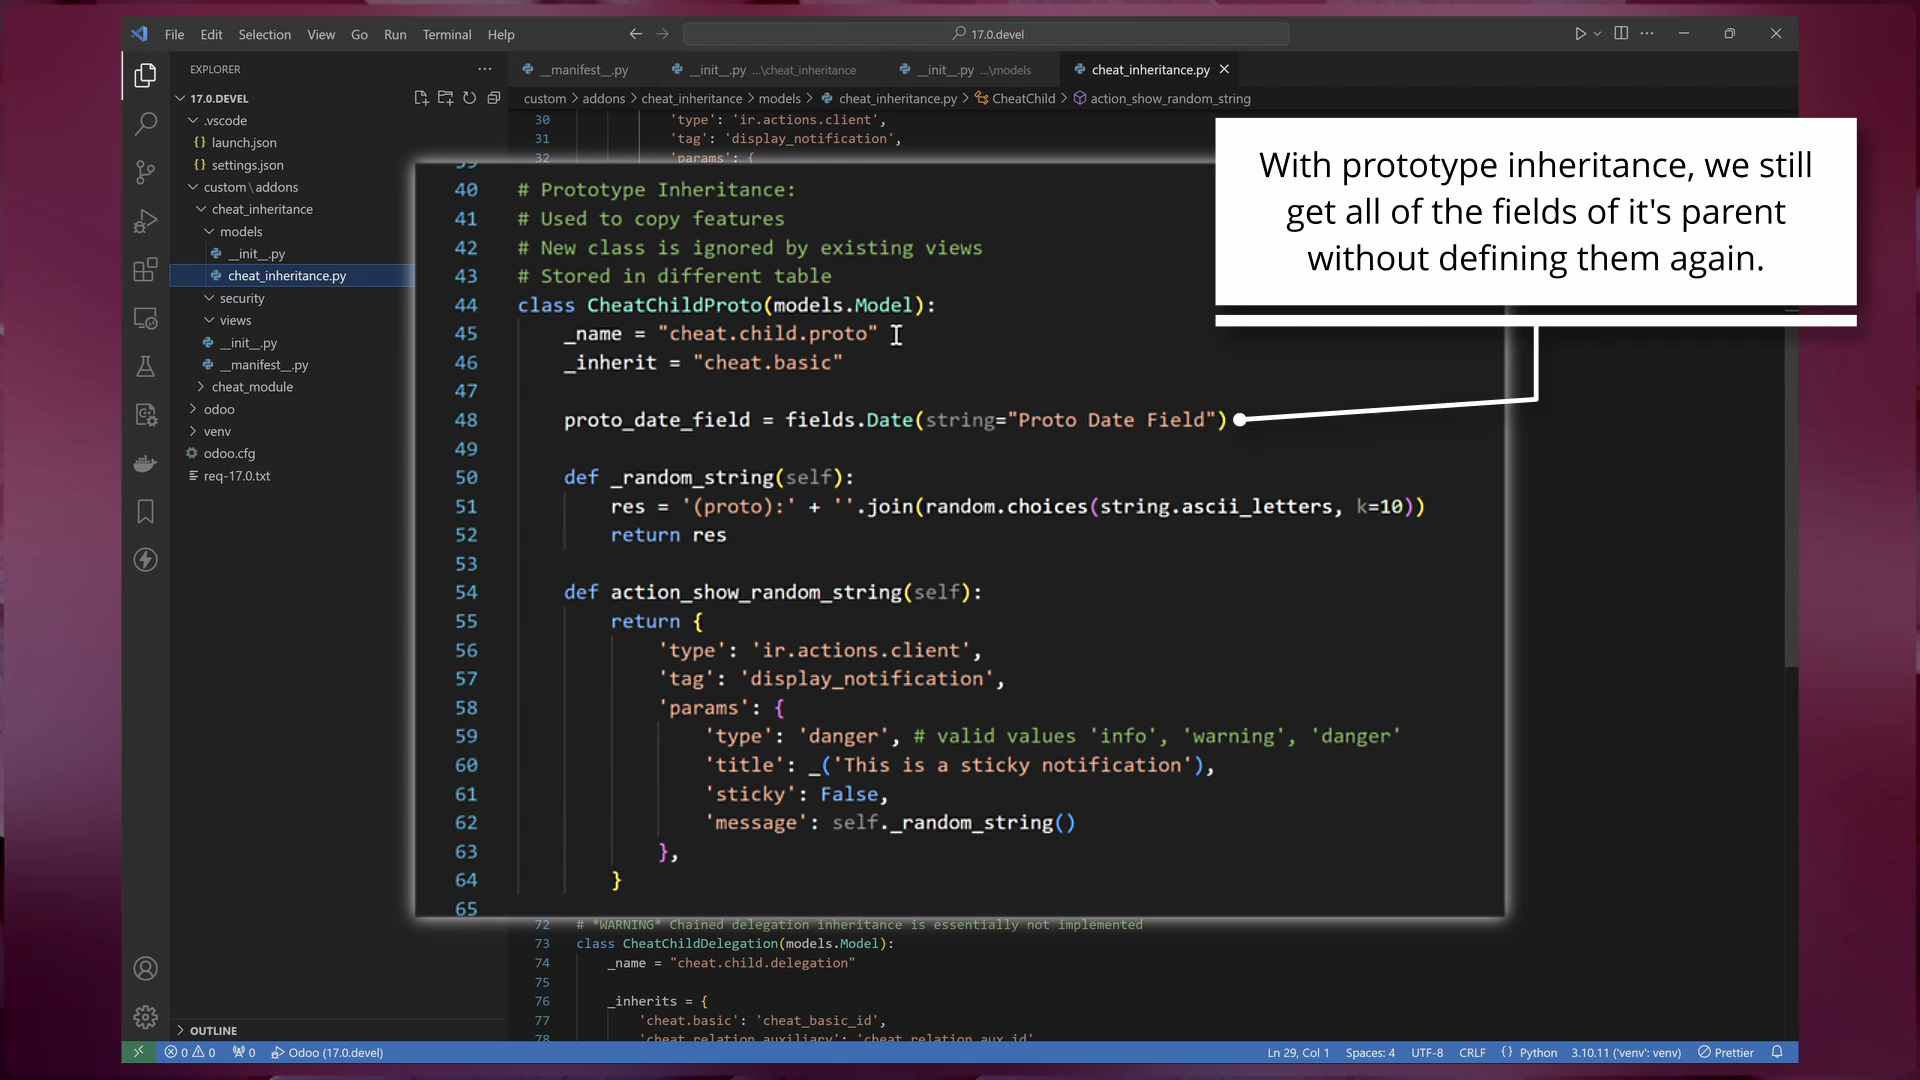 File Edit Selection View Go Run Terminal Help
17.0.devel
EXPLORER
__manifest__.py
__init__.py ...\cheat_inheritance
__init__.py ...\models
cheat_inheritance.py
17.0.DEVEL
custom > addons > cheat_inheritance > models > cheat_inheritance.py > CheatChild > action_show_random_string
.vscode
launch.json
settings.json
custom \ addons
cheat_inheritance
models
__init__.py
cheat_inheritance.py
security
views
__init__.py
__manifest__.py
cheat_module
odoo
venv
odoo.cfg
req-17.0.txt
OUTLINE
30 'type': 'ir.actions.client',
31 'tag': 'display_notification',
32 'params': {
With prototype inheritance, we still
get all of the fields of it's parent
without defining them again.
40 # Prototype Inheritance:
41 # Used to copy features
42 # New class is ignored by existing views
43 # Stored in different table
44 class CheatChildProto(models.Model):
45 _name = "cheat.child.proto"
46 _inherit = "cheat.basic"
47
48 proto_date_field = fields.Date(string="Proto Date Field")
49
50 def _random_string(self):
51 res = '(proto):' + ''.join(random.choices(string.ascii_letters, k=10))
52 return res
53
54 def action_show_random_string(self):
55 return {
56 'type': 'ir.actions.client',
57 'tag': 'display_notification',
58 'params': {
59 'type': 'danger', # valid values 'info', 'warning', 'danger'
60 'title': _('This is a sticky notification'),
61 'sticky': False,
62 'message': self._random_string()
63 },
64 }
65
72 # *WARNING* Chained delegation inheritance is essentially not implemented
73 class CheatChildDelegation(models.Model):
74 _name = "cheat.child.delegation"
75
76 _inherits = {
77 'cheat.basic': 'cheat_basic_id',
78 'cheat.relation.auxiliary': 'cheat_relation_aux_id'
0 0 0 Odoo (17.0.devel) Ln 29, Col 1 Spaces: 4 UTF-8 CRLF {} Python 3.10.11 ('venv': venv) Prettier